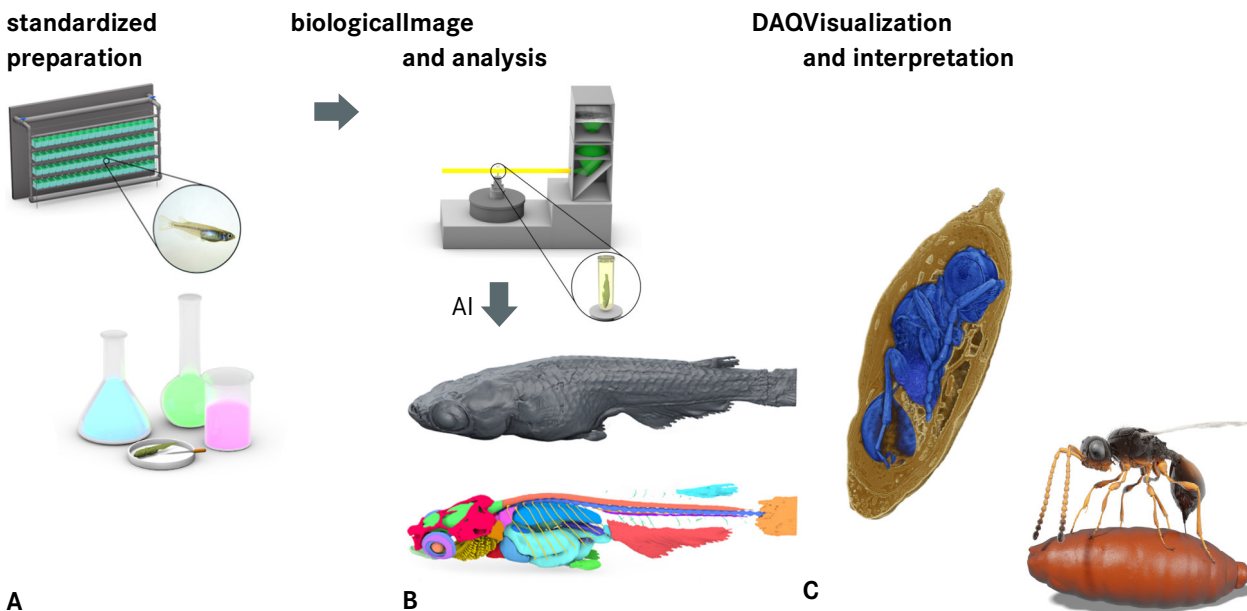 standardized biologicalImage DAQVisualization
preparation and analysis and interpretation
AI
A B C